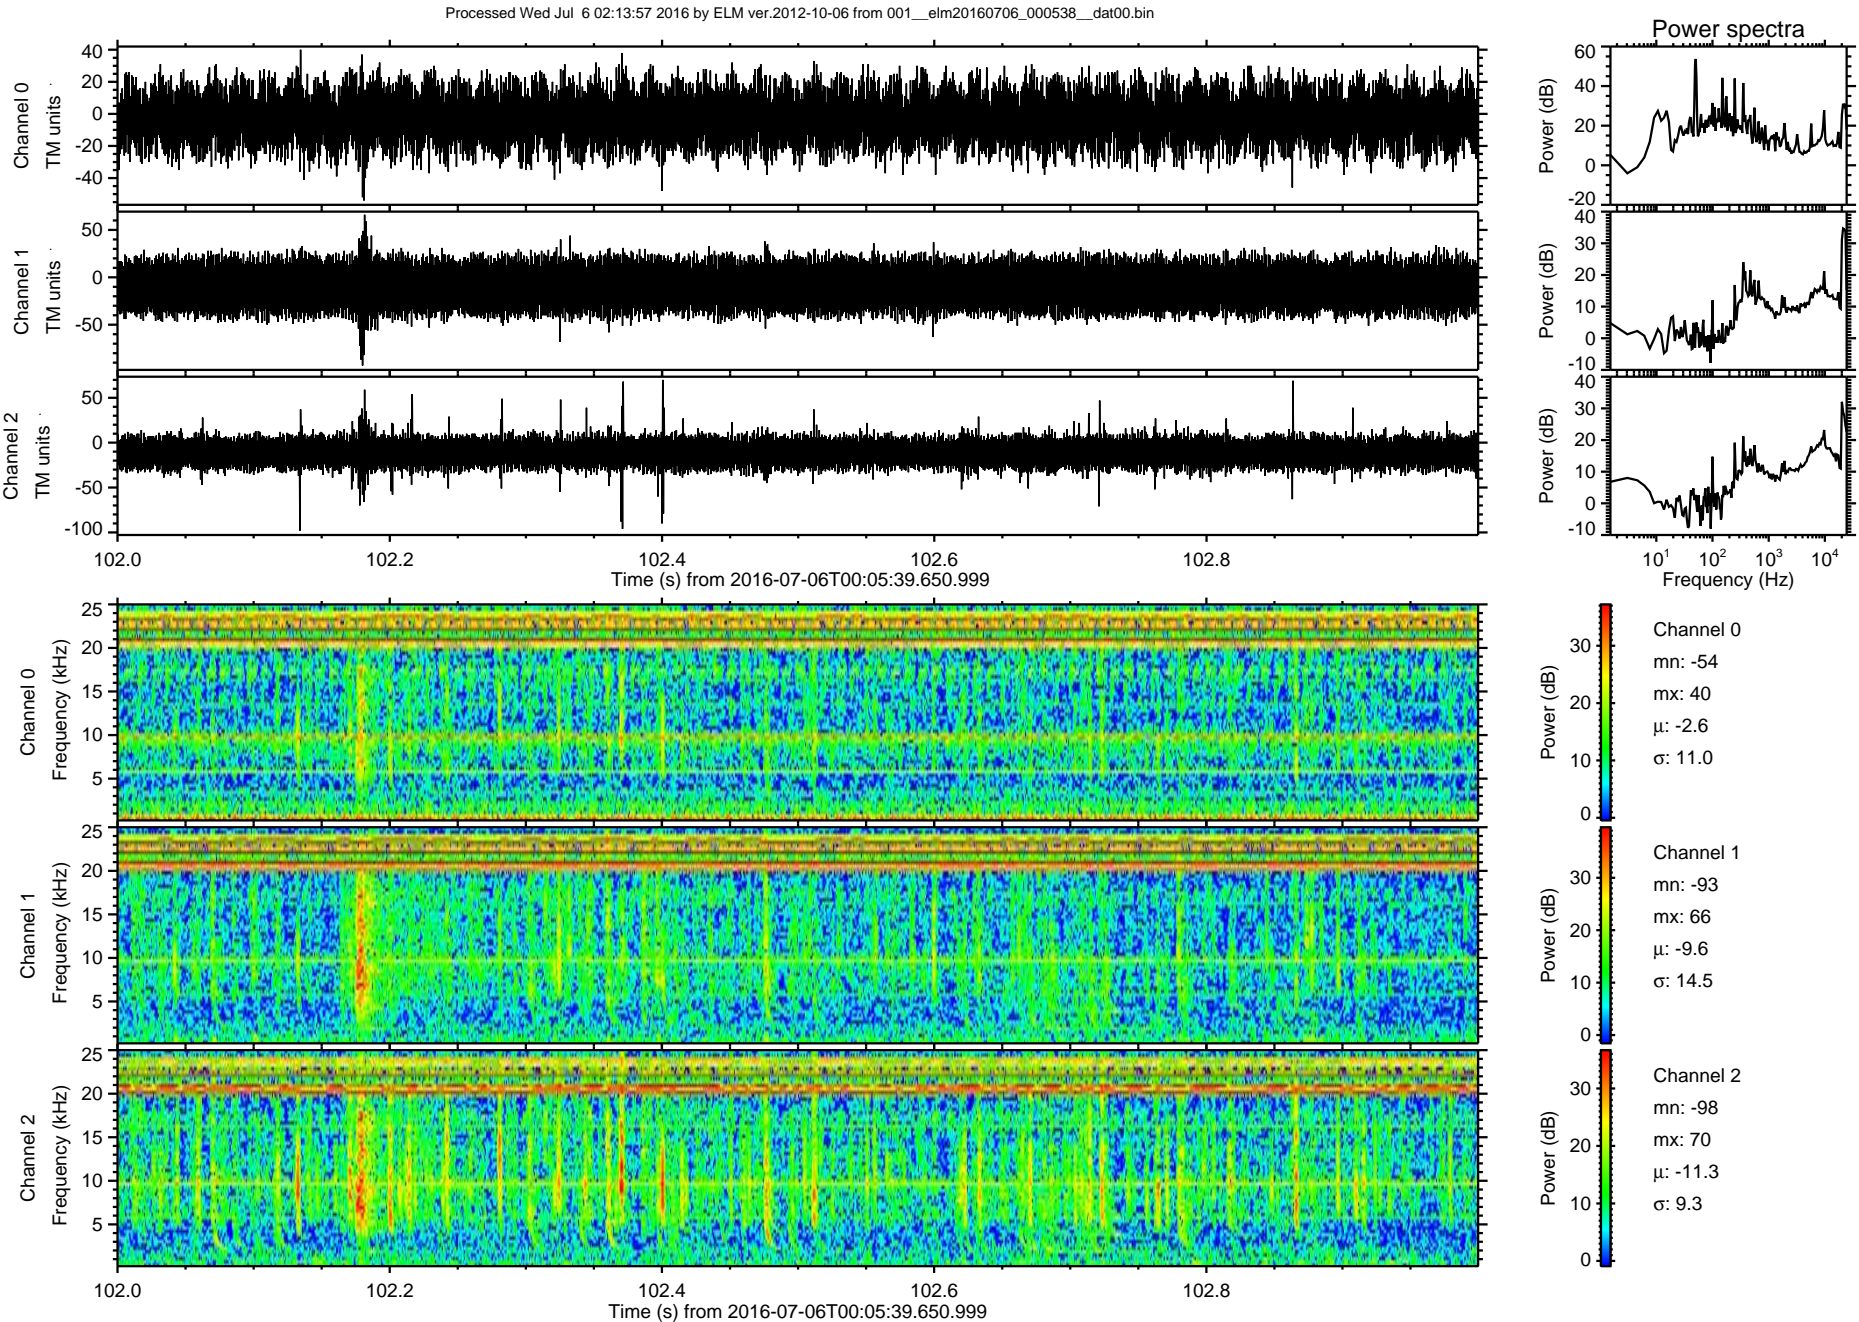 Processed Wed Jul  6 02:13:57 2016 by ELM ver.2012-10-06 from 001__elm20160706_000538__dat00.bin
Power spectra
Channel 0
TM units
40
20
0
-20
-40
Power (dB)
60
40
20
0
-20
Channel 1
TM units
50
0
-50
Power (dB)
40
30
20
10
0
-10
Channel 2
TM units
50
0
-50
-100
Power (dB)
40
30
20
10
0
-10
102.0 102.2 102.4 102.6 102.8
Time (s) from 2016-07-06T00:05:39.650.999
10^1 10^2 10^3 10^4
Frequency (Hz)
Channel 0
Frequency (kHz)
25
20
15
10
5
Power (dB)
30
20
10
0
Channel 0
mn: -54
mx: 40
μ: -2.6
σ: 11.0
Channel 1
Frequency (kHz)
25
20
15
10
5
Power (dB)
30
20
10
0
Channel 1
mn: -93
mx: 66
μ: -9.6
σ: 14.5
Channel 2
Frequency (kHz)
25
20
15
10
5
Power (dB)
30
20
10
0
Channel 2
mn: -98
mx: 70
μ: -11.3
σ: 9.3
102.0 102.2 102.4 102.6 102.8
Time (s) from 2016-07-06T00:05:39.650.999